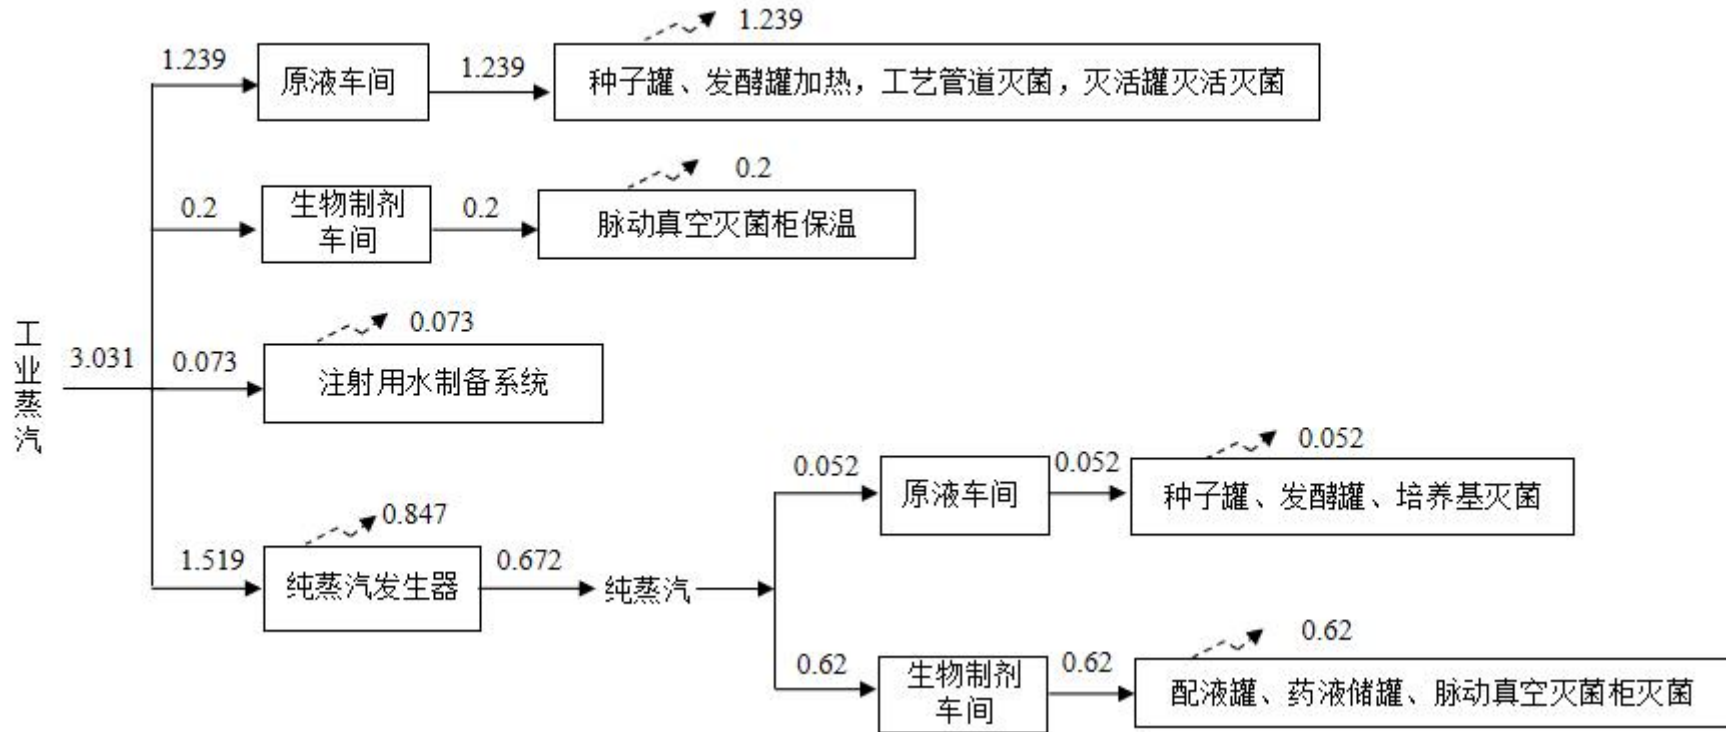 1.239
1.239
原液车间
1.239
种子罐、发酵罐加热，工艺管道灭菌，灭活罐灭活灭菌
0.2
0.2
生物制剂
车间
0.2
脉动真空灭菌柜保温
0.073
工业蒸汽
3.031
0.073
注射用水制备系统
0.052
0.052
原液车间
0.052
种子罐、发酵罐、培养基灭菌
0.847
1.519
纯蒸汽发生器
0.672
纯蒸汽
0.62
0.62
生物制剂
车间
0.62
配液罐、药液储罐、脉动真空灭菌柜灭菌